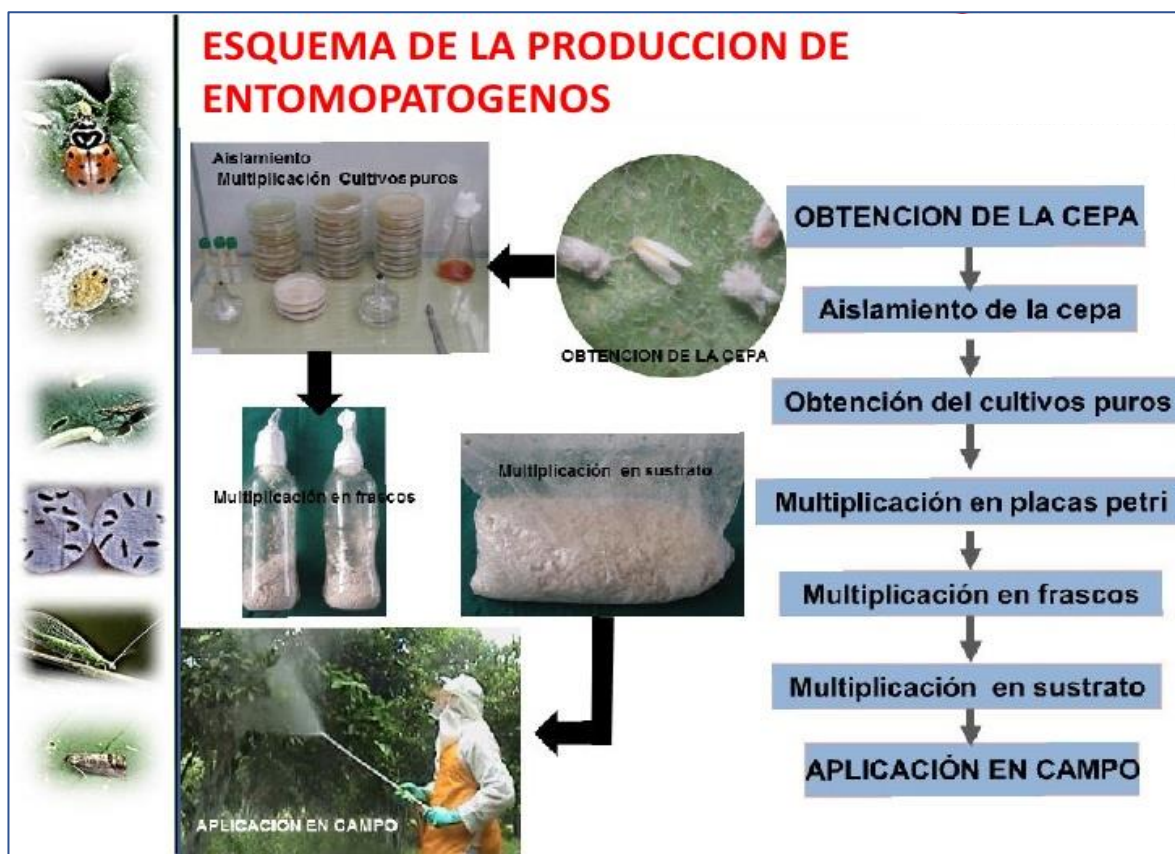 ESQUEMA DE LA PRODUCCION DE
ENTOMOPATOGENOS
Aislamiento
Multiplicación Cultivos puros
OBTENCION DE LA CEPA
Multiplicación en frascos
Multiplicación en sustrato
APLICACIÓN EN CAMPO
OBTENCION DE LA CEPA
Aislamiento de la cepa
Obtención del cultivos puros
Multiplicación en placas petri
Multiplicación en frascos
Multiplicación en sustrato
APLICACIÓN EN CAMPO